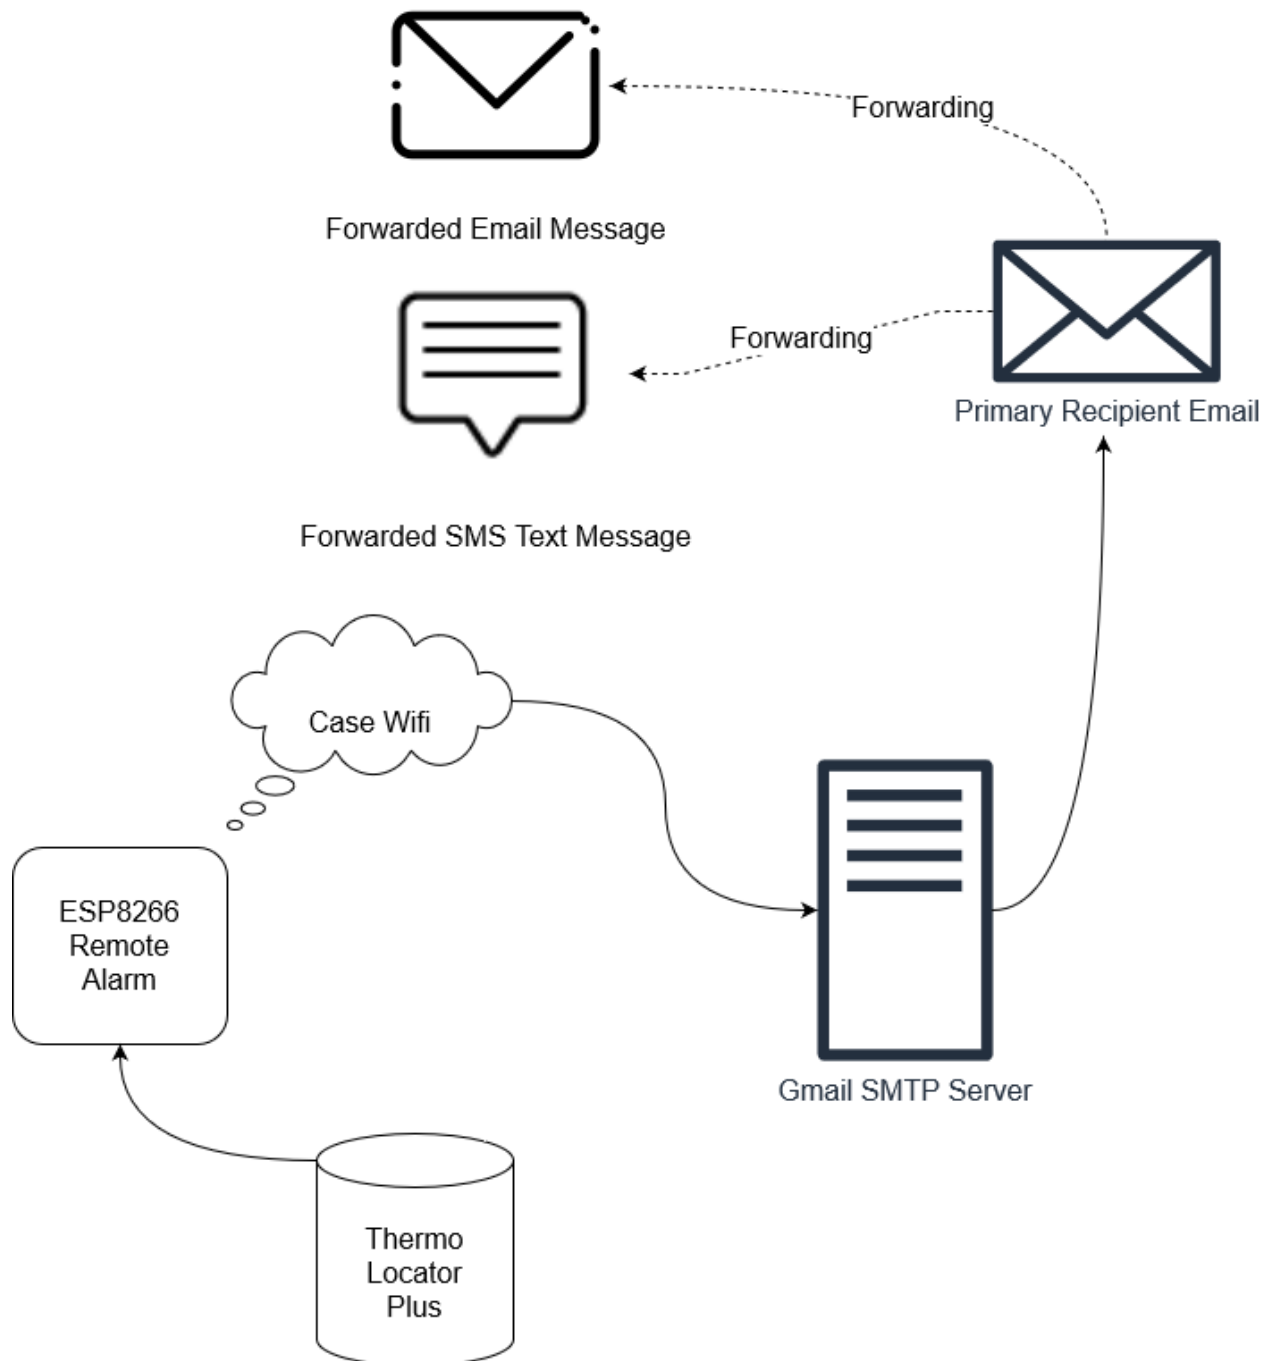 Forwarding
Forwarded Email Message
Forwarding
Primary Recipient Email
Forwarded SMS Text Message
Case Wifi
ESP8266
Remote
Alarm
Gmail SMTP Server
Thermo
Locator
Plus